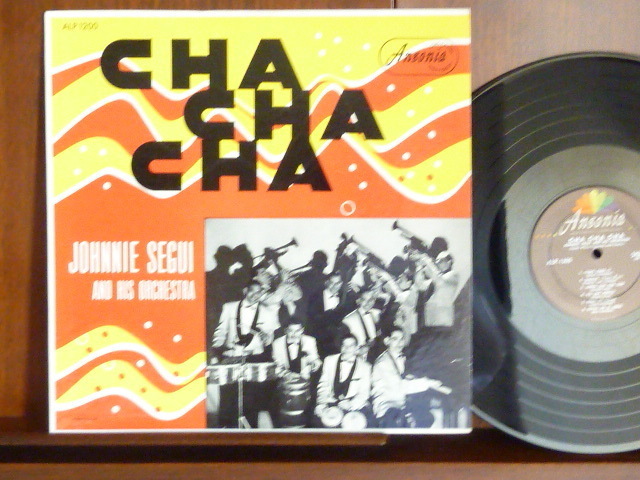 ALP 1200
Ansonia
CHA
CHA
CHA
JOHNNIE SEGUI
AND HIS ORCHESTRA
Ansonia
CHA CHA CHA